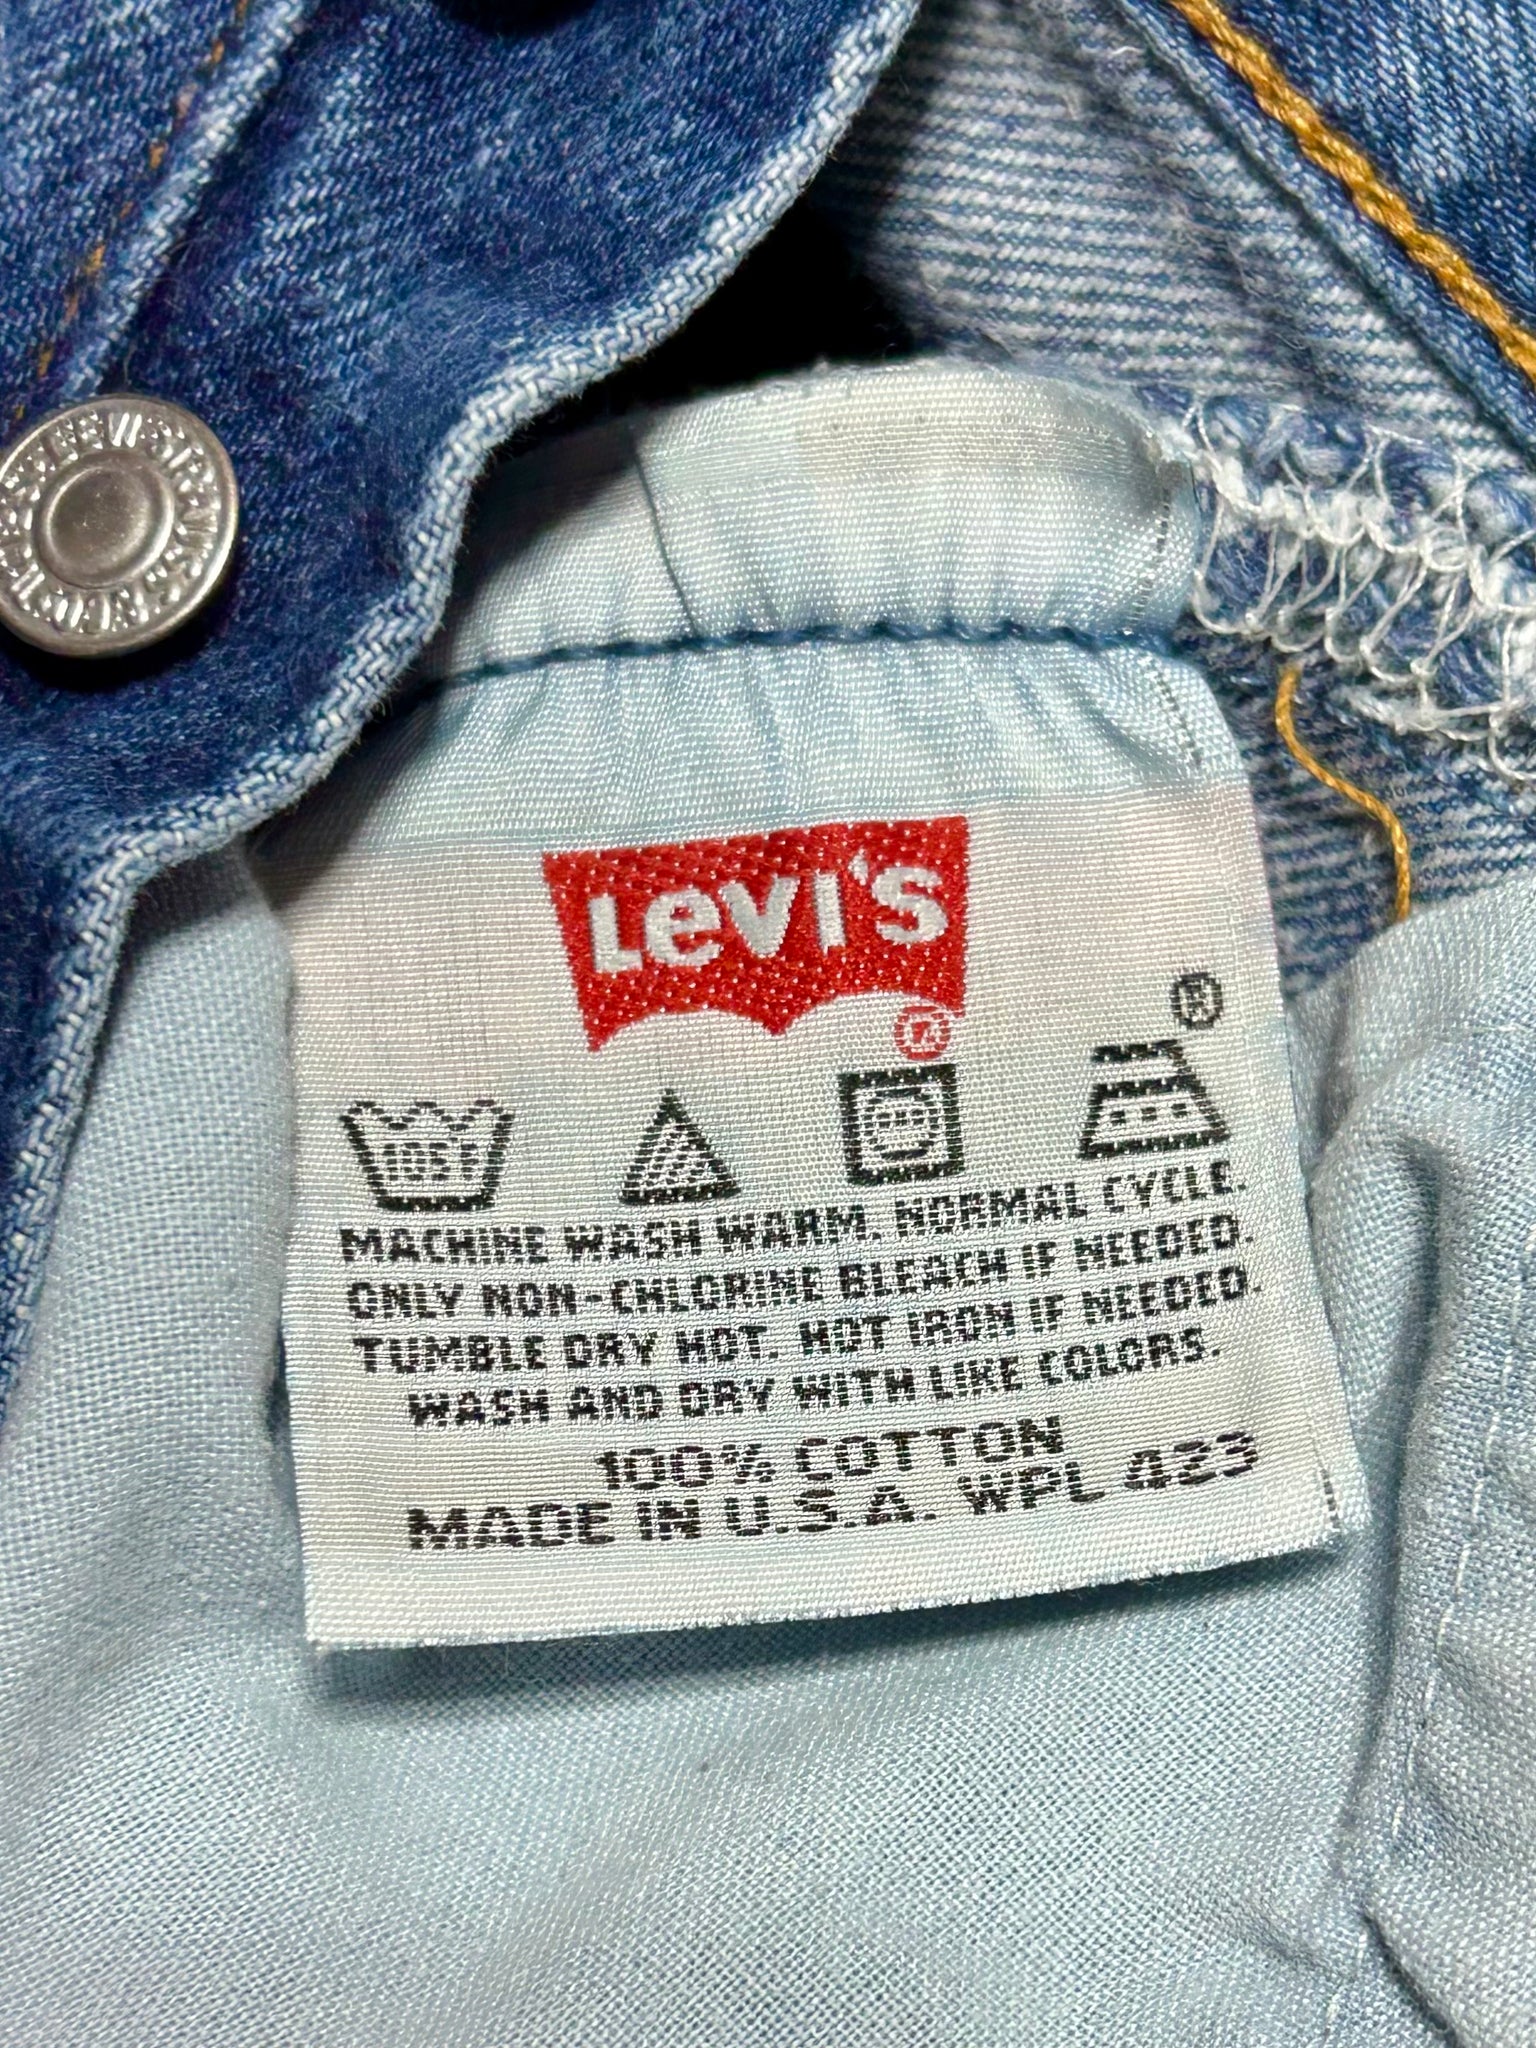 LEVI'S
®
®
105F
MACHINE WASH WARM. NORMAL CYCLE.
ONLY NON-CHLORINE BLEACH IF NEEDED.
TUMBLE DRY HOT. HOT IRON IF NEEDED.
WASH AND DRY WITH LIKE COLORS.
100% COTTON
MADE IN U.S.A. WPL 423